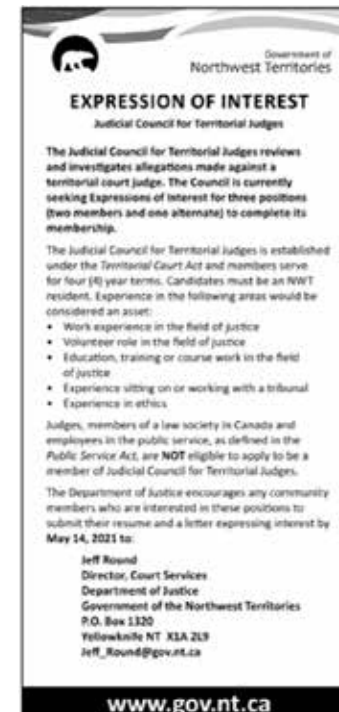 Government of
Northwest Territories
EXPRESSION OF INTEREST
Judicial Council for Territorial Judges
The Judicial Council for Territorial Judges reviews
and investigates allegations made against a
territorial court judge. The Council is currently
seeking Expressions of Interest for three positions
(two members and one alternate) to complete its
membership.
The Judicial Council for Territorial Judges is established
under the Territorial Court Act and members serve
for four (4) year terms. Candidates must be an NWT
resident. Experience in the following areas would be
considered an asset:
• Work experience in the field of justice
• Volunteer role in the field of justice
• Education, training or course work in the field
of justice
• Experience sitting on or working with a tribunal
• Experience in ethics
Judges, members of a law society in Canada and
employees in the public service, as defined in the
Public Service Act, are NOT eligible to apply to be a
member of Judicial Council for Territorial Judges.
The Department of Justice encourages any community
members who are interested in these positions to
submit their resume and a letter expressing interest by
May 14, 2021 to:
Jeff Round
Director, Court Services
Department of Justice
Government of the Northwest Territories
P.O. Box 1320
Yellowknife NT X1A 2L9
Jeff_Round@gov.nt.ca
www.gov.nt.ca